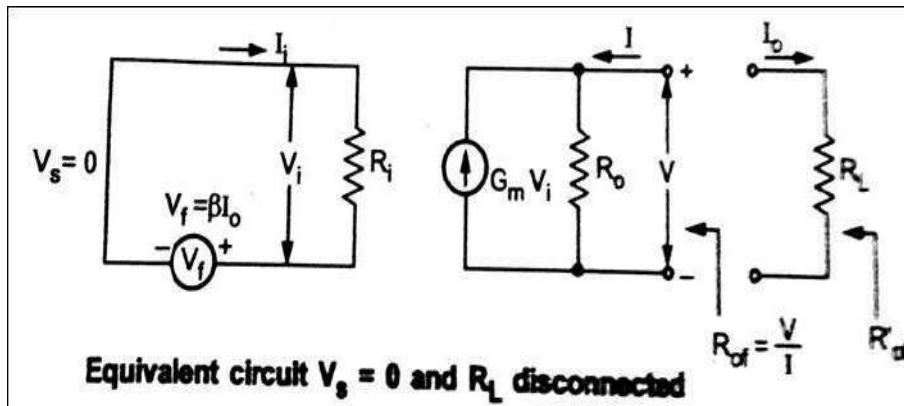 I_i
I
I_o
V_s = 0
V_i
R_i
V_f = βI_o
− +
V_f
G_m V_i
R_o
+
V
−
R_L
R_of = V/I
R'_of
Equivalent circuit V_s = 0 and R_L disconnected